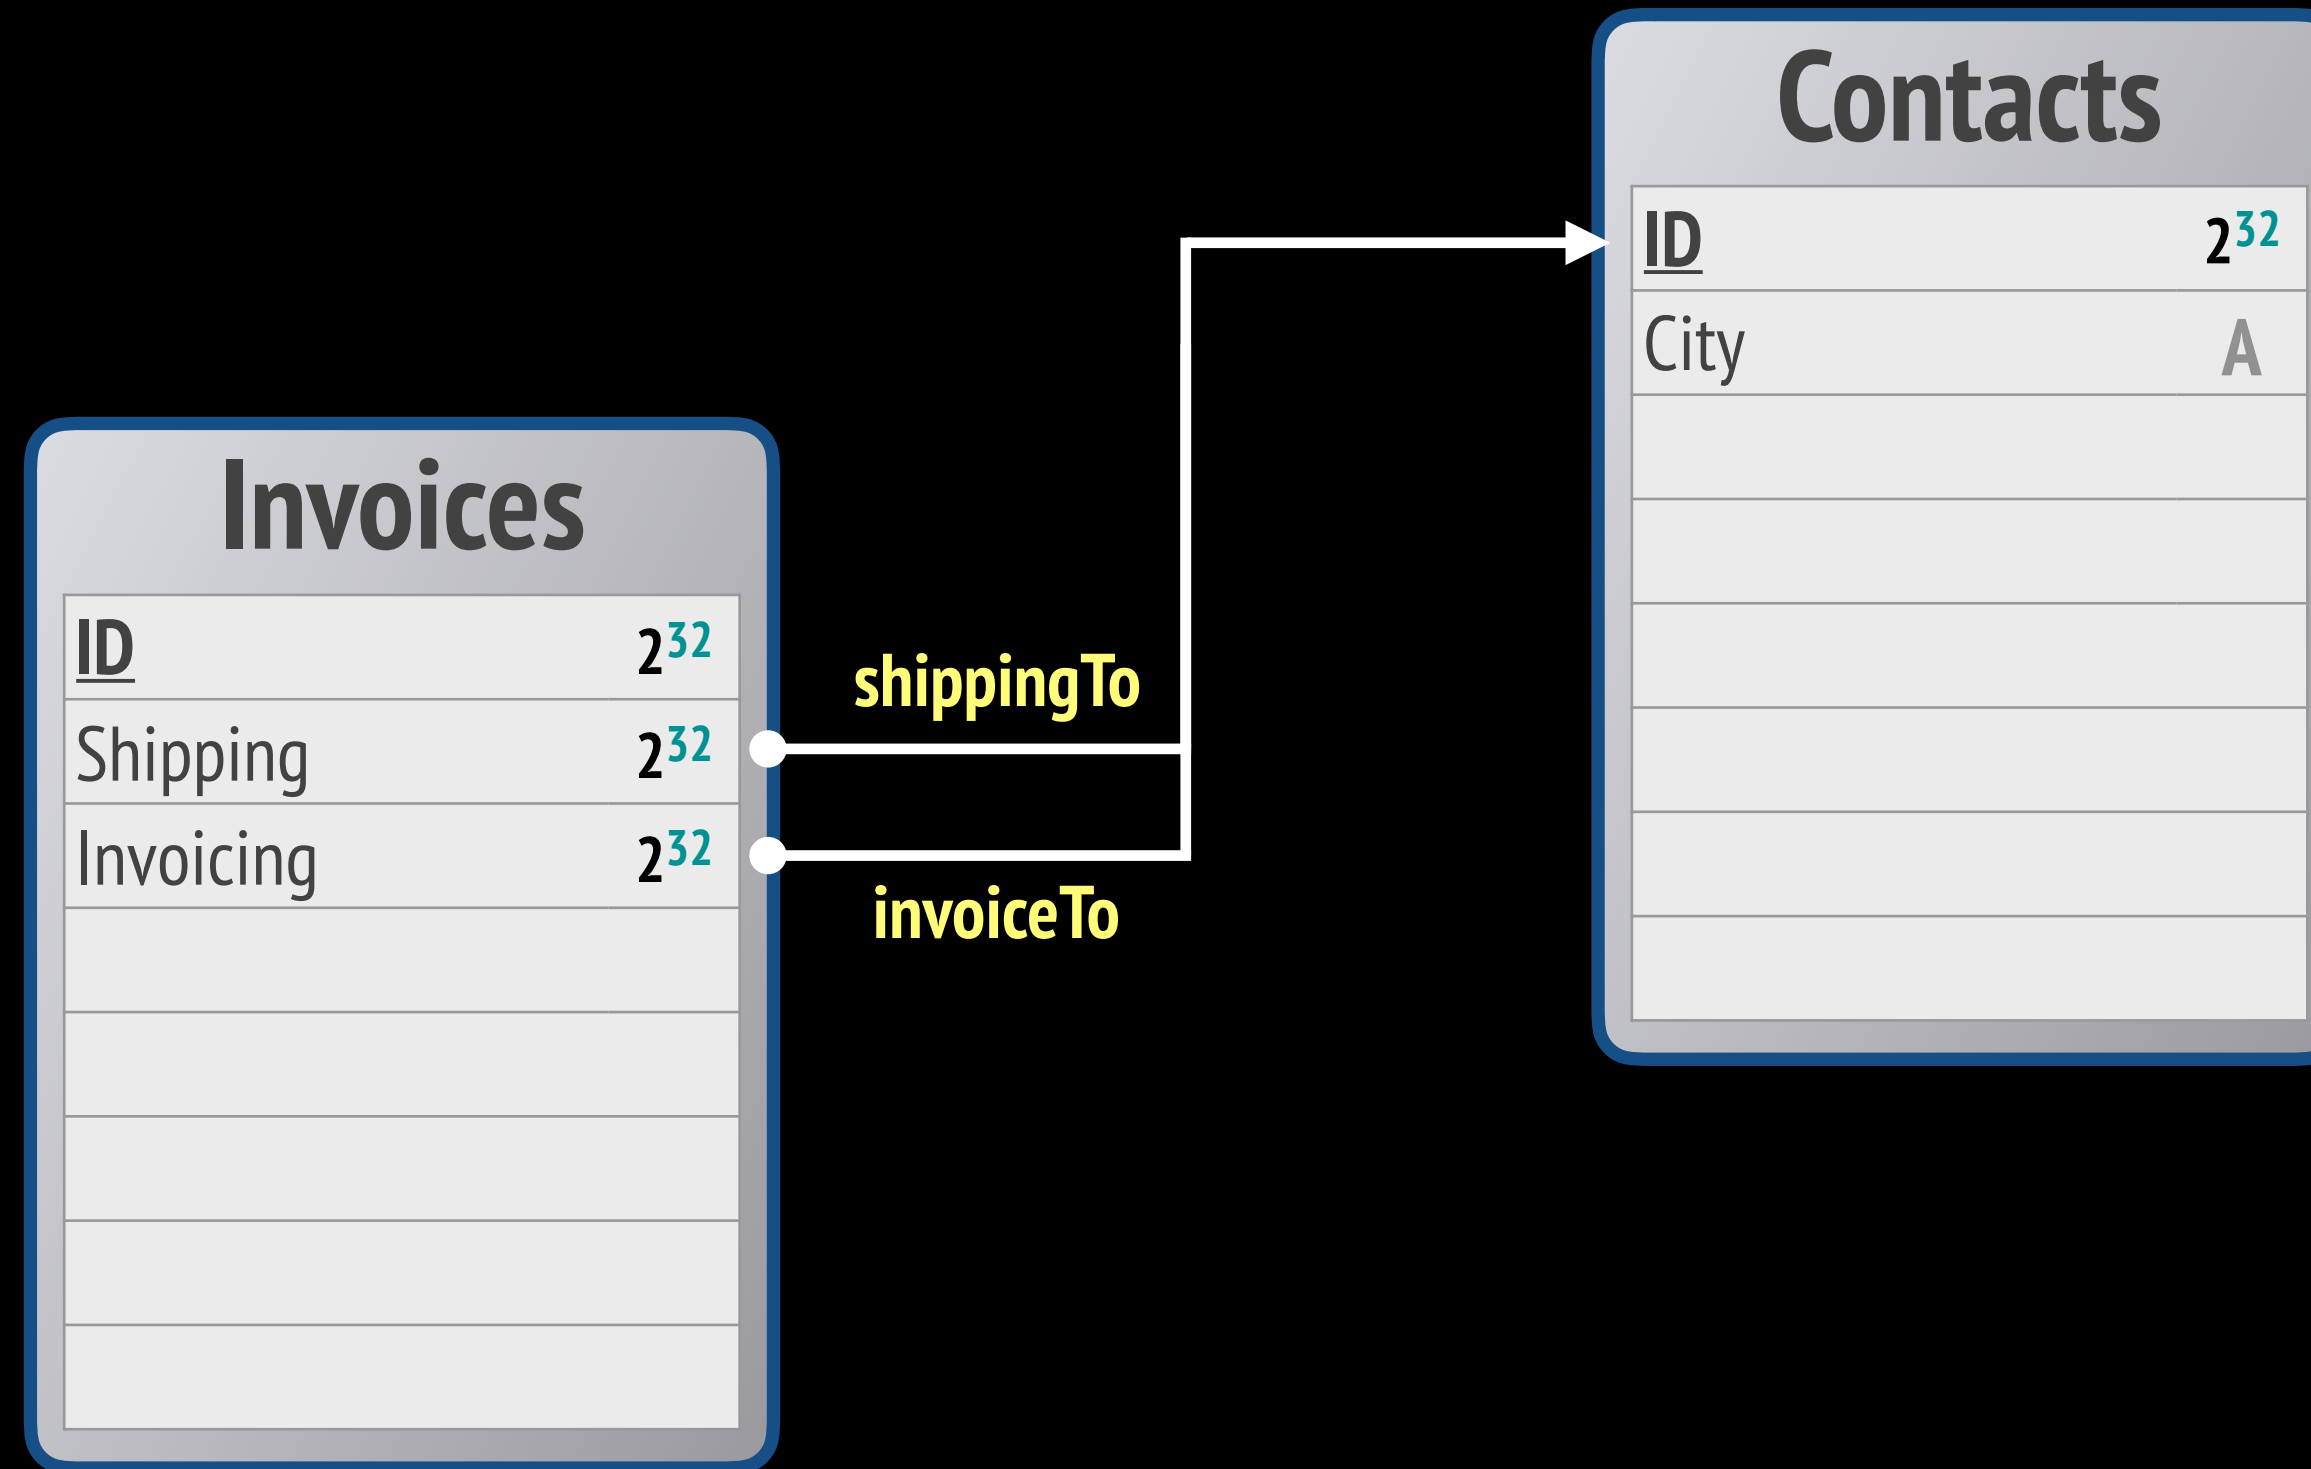 Contacts
ID 2³²
City A
Invoices
ID 2³²
Shipping 2³²
Invoicing 2³²
shippingTo
invoiceTo